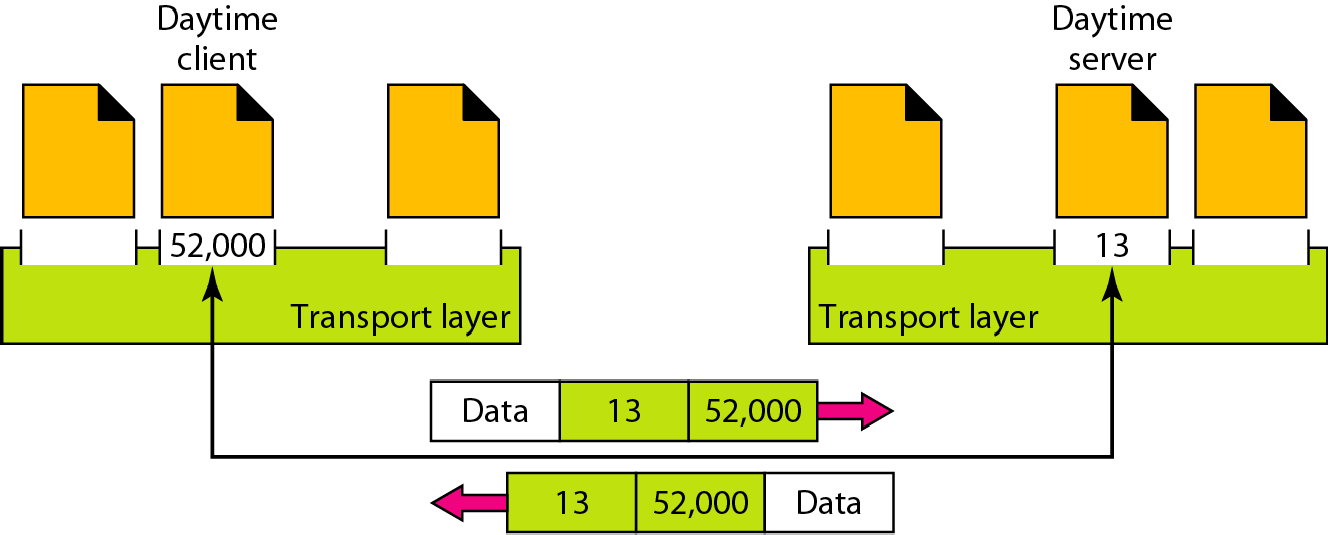 Daytime
client
Daytime
server
52,000
13
Transport layer
Transport layer
Data 13 52,000
13 52,000 Data